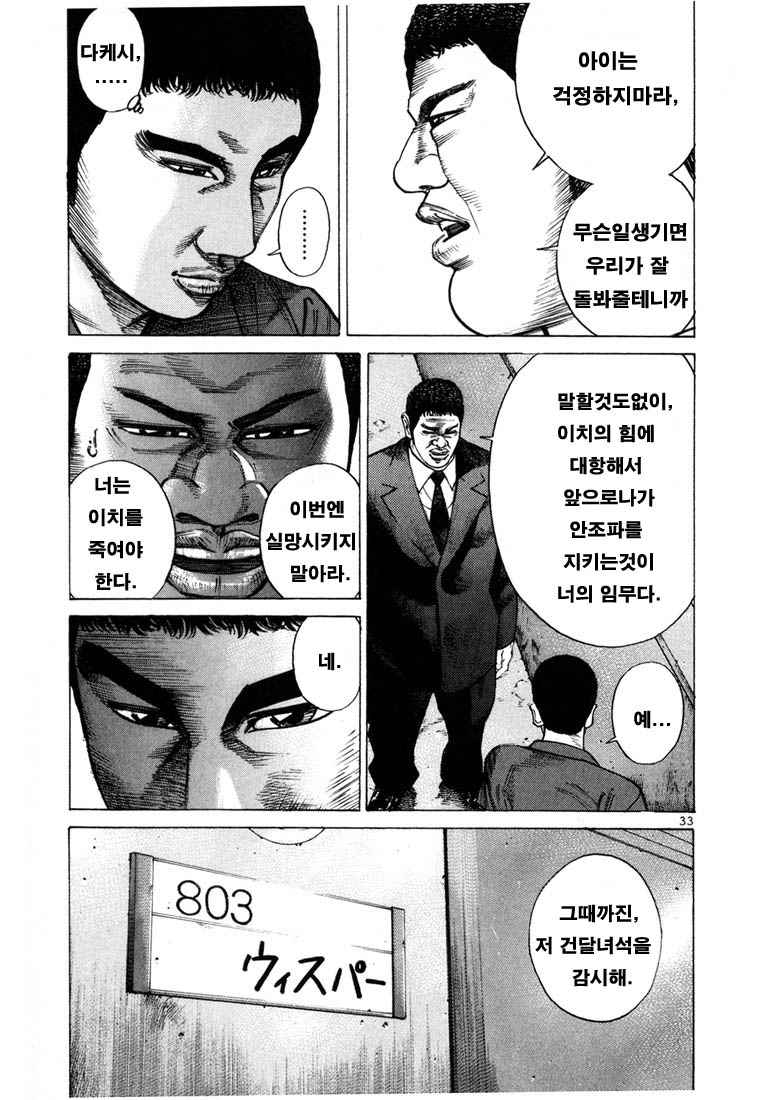 아이는
걱정하지마라,
무슨일생기면
우리가 잘
돌봐줄테니까
다케시,
.....
........
말할것도없이,
이치의 힘에
대항해서
앞으로나가
안조파를
지키는것이
너의 임무다.
예...
이번엔
실망시키지
말아라.
너는
이치를
죽여야
한다.
네.
33
803
ウィスパー
그때까진,
저 건달녀석을
감시해.